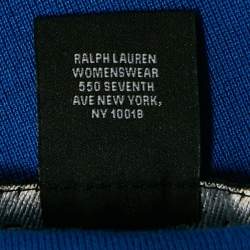 RALPH LAUREN
WOMENSWEAR
550 SEVENTH
AVE NEW YORK,
NY 10018